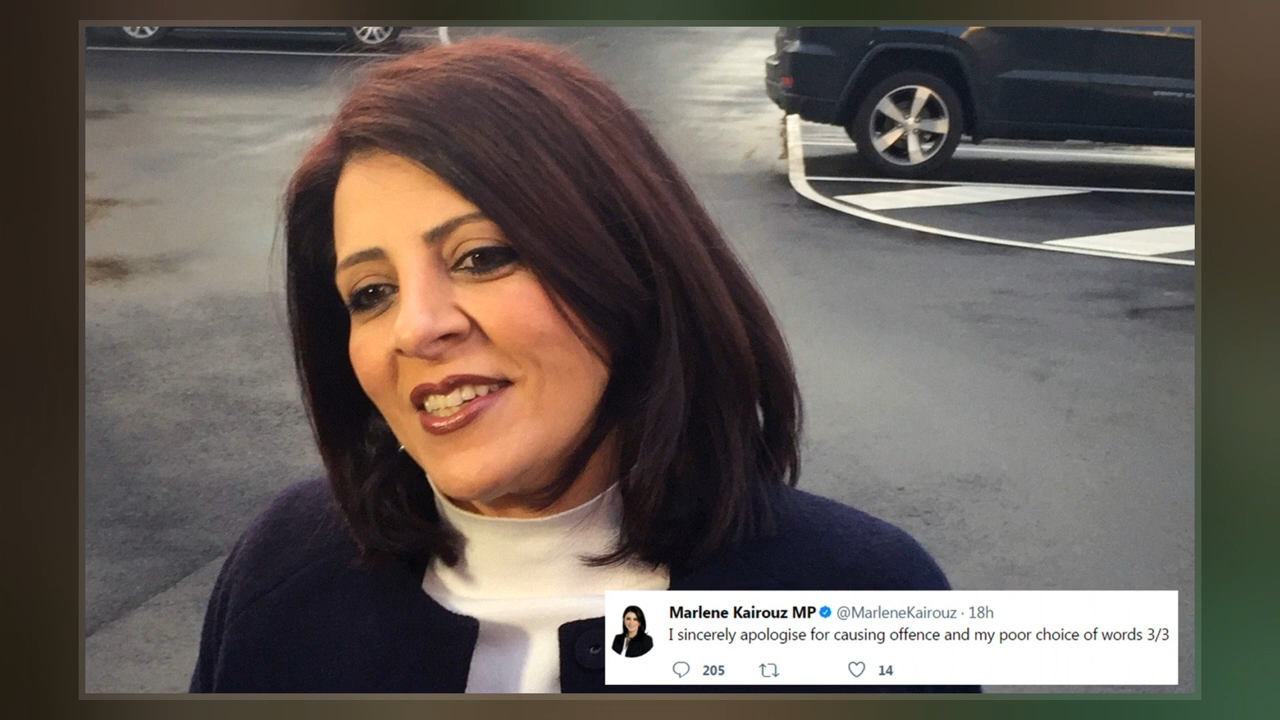 Marlene Kairouz MP @MarleneKairouz · 18h
I sincerely apologise for causing offence and my poor choice of words 3/3
205 14